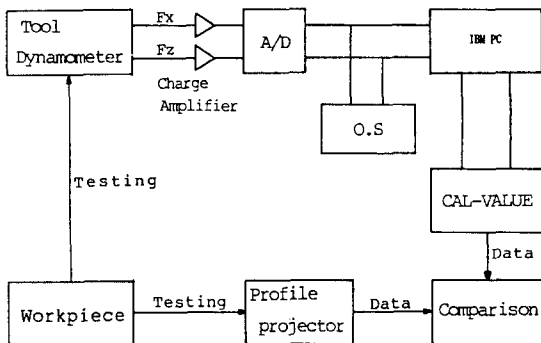 Tool
Dynamometer
Fx
Fz
Charge
Amplifier
A/D
IBM PC
O.S
Testing
CAL-VALUE
Data
Workpiece
Testing
Profile
projector
Data
Comparison